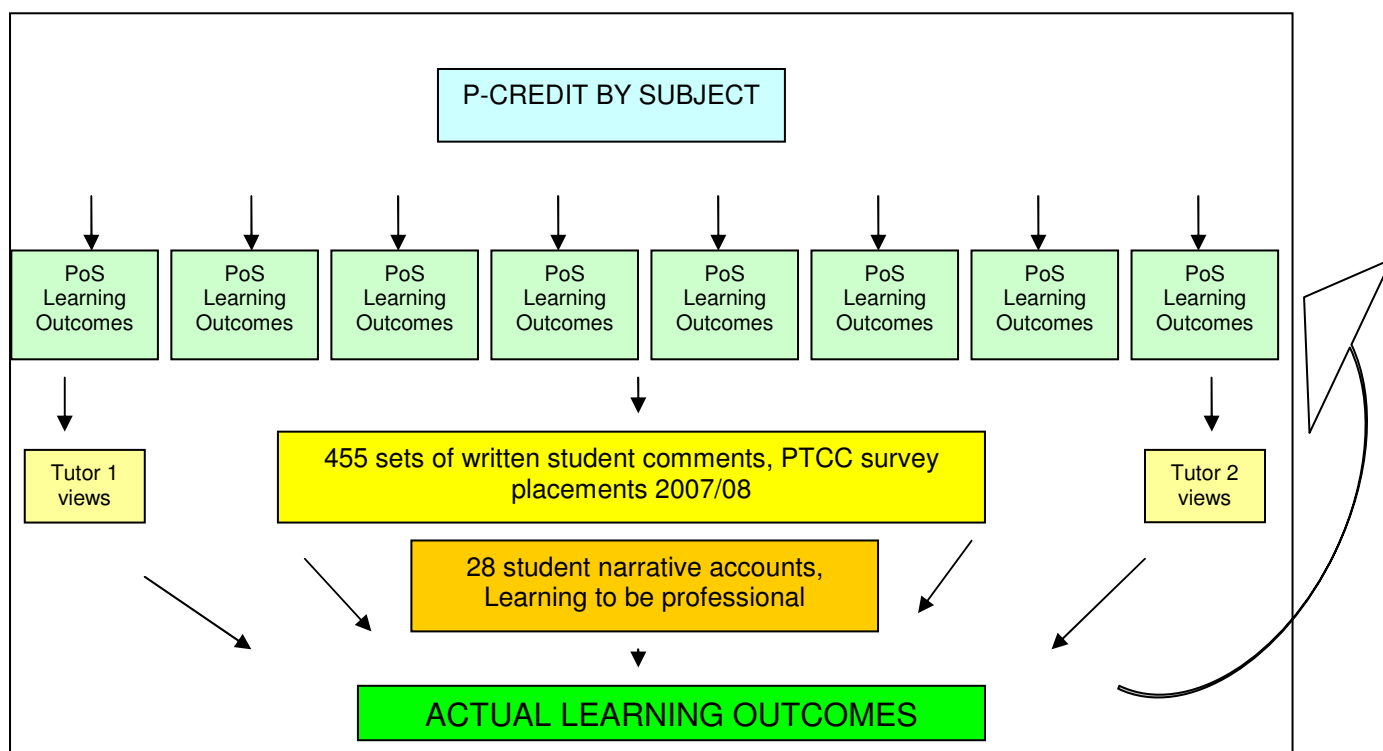 P-CREDIT BY SUBJECT
PoS
Learning
Outcomes
PoS
Learning
Outcomes
PoS
Learning
Outcomes
PoS
Learning
Outcomes
PoS
Learning
Outcomes
PoS
Learning
Outcomes
PoS
Learning
Outcomes
PoS
Learning
Outcomes
Tutor 1
views
455 sets of written student comments, PTCC survey
placements 2007/08
Tutor 2
views
28 student narrative accounts,
Learning to be professional
ACTUAL LEARNING OUTCOMES